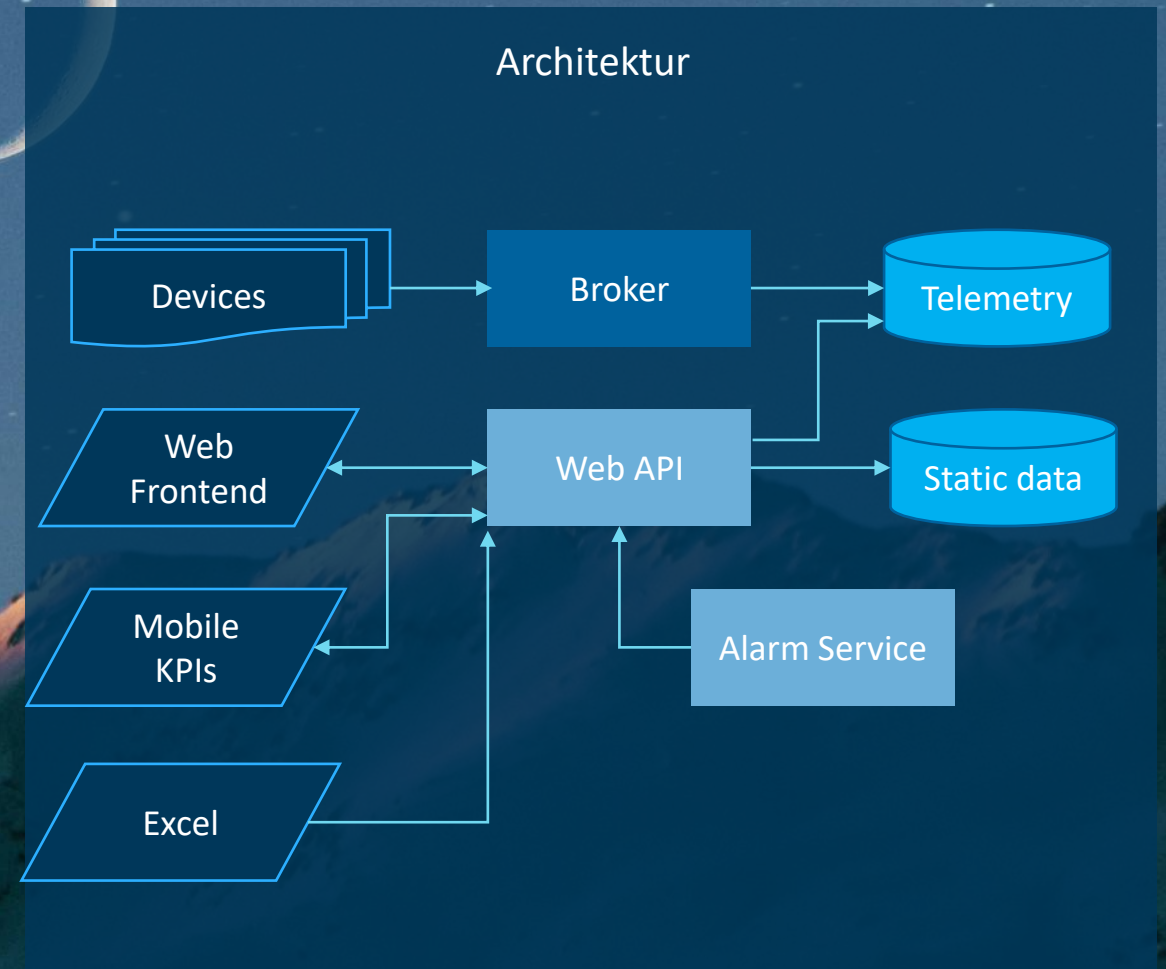 Architektur
Devices
Broker
Telemetry
Web
Frontend
Web API
Static data
Mobile
KPIs
Alarm Service
Excel